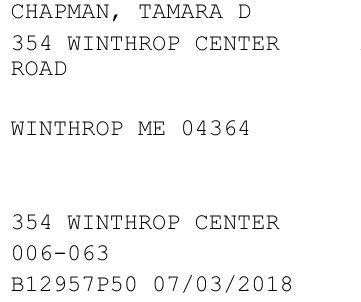 CHAPMAN, TAMARA D
354 WINTHROP CENTER
ROAD
WINTHROP ME 04364
354 WINTHROP CENTER
006-063
B12957P50 07/03/2018